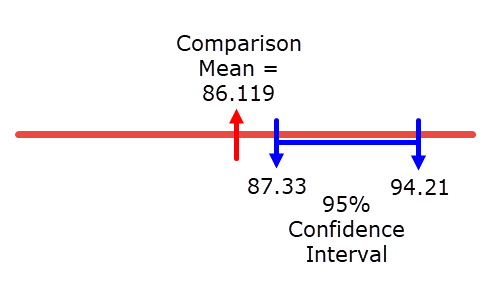 Comparison
Mean =
86.119
87.33
94.21
95%
Confidence
Interval